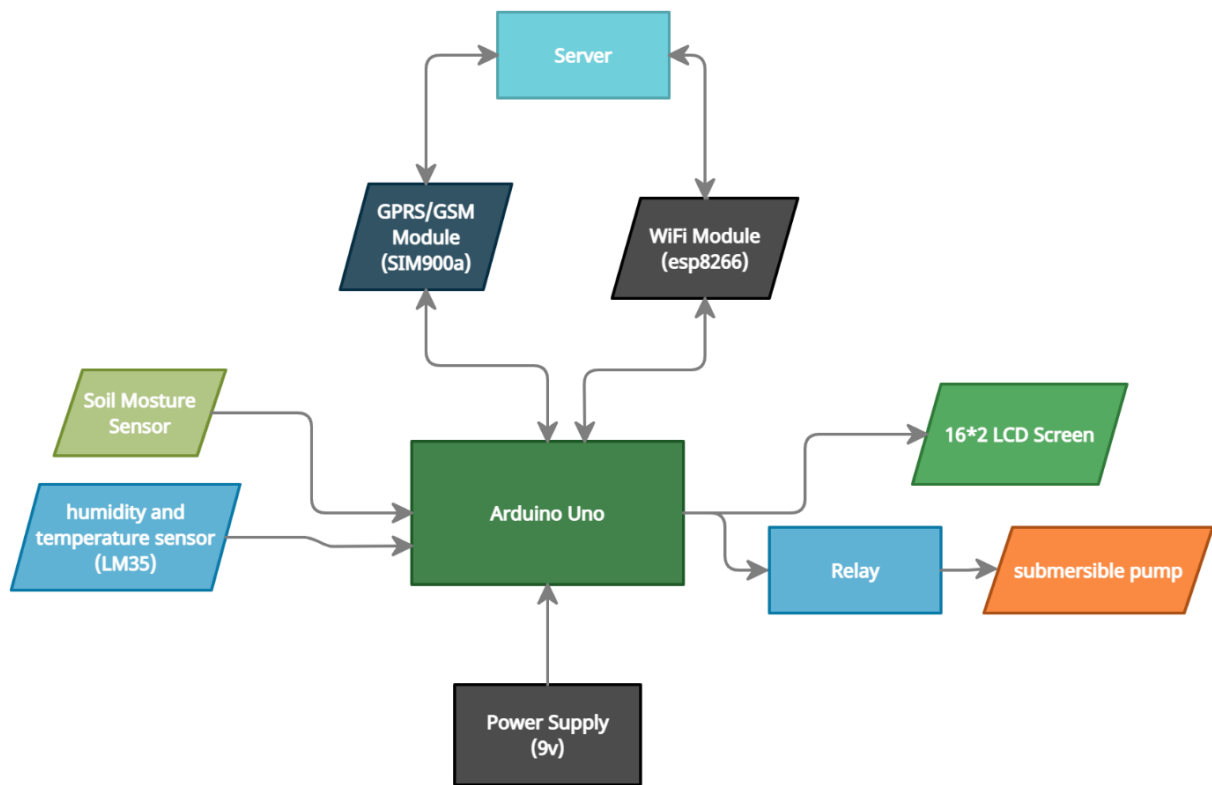 Server
GPRS/GSM
Module
(SIM900a)
WiFi Module
(esp8266)
Soil Mosture
Sensor
16*2 LCD Screen
humidity and
temperature sensor
(LM35)
Arduino Uno
Relay
submersible pump
Power Supply
(9v)